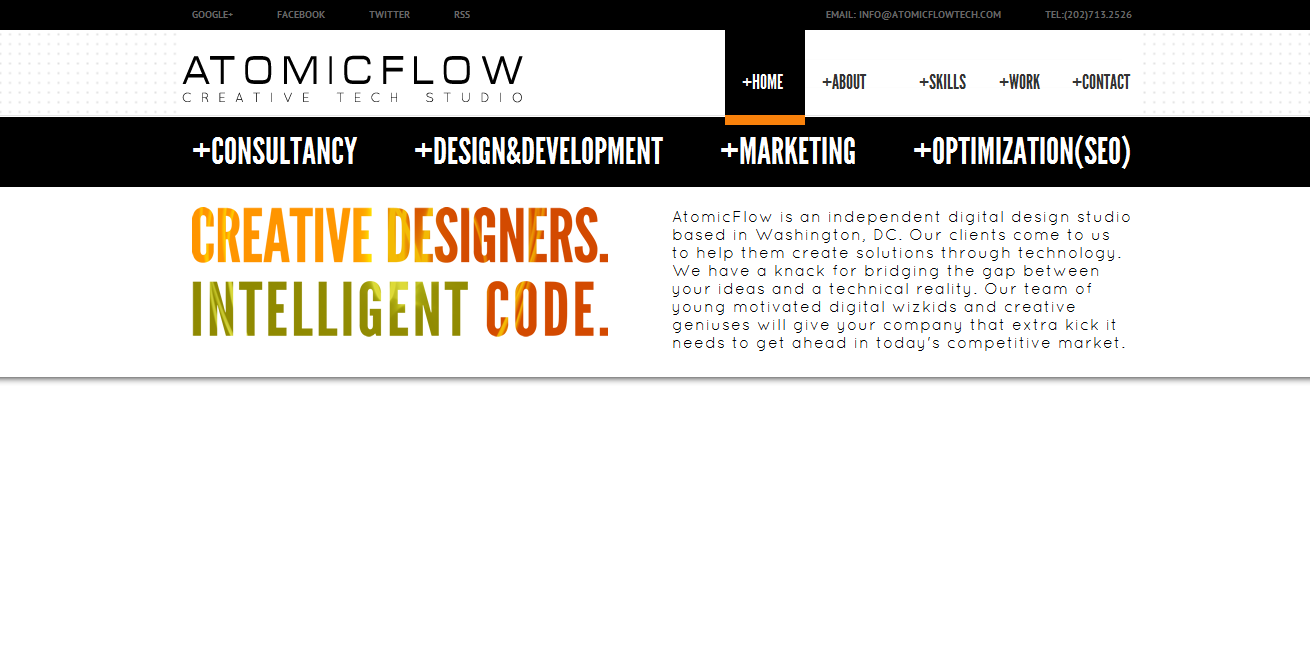 GOOGLE+ FACEBOOK TWITTER RSS EMAIL: INFO@ATOMICFLOWTECH.COM TEL:(202)713.2526
ATOMICFLOW
CREATIVE TECH STUDIO
+HOME +ABOUT +SKILLS +WORK +CONTACT
+CONSULTANCY +DESIGN&DEVELOPMENT +MARKETING +OPTIMIZATION(SEO)
CREATIVE DESIGNERS.
INTELLIGENT CODE.
AtomicFlow is an independent digital design studio
based in Washington, DC. Our clients come to us
to help them create solutions through technology.
We have a knack for bridging the gap between
your ideas and a technical reality. Our team of
young motivated digital wizkids and creative
geniuses will give your company that extra kick it
needs to get ahead in today's competitive market.